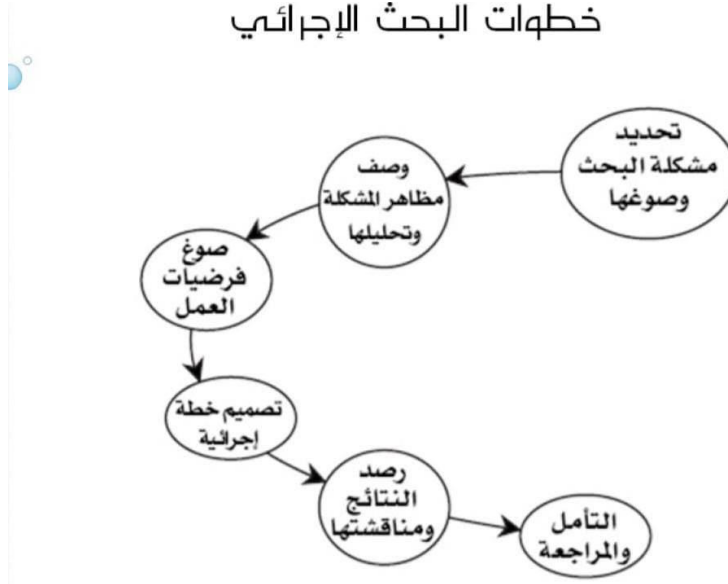 خطوات البحث الإجرائي
تحديد
مشكلة البحث
وصوغها
وصف
مظاهر المشكلة
وتحليلها
صوغ
فرضيات
العمل
تصميم خطة
إجرائية
رصد
النتائج
ومناقشتها
التأمل
والمراجعة